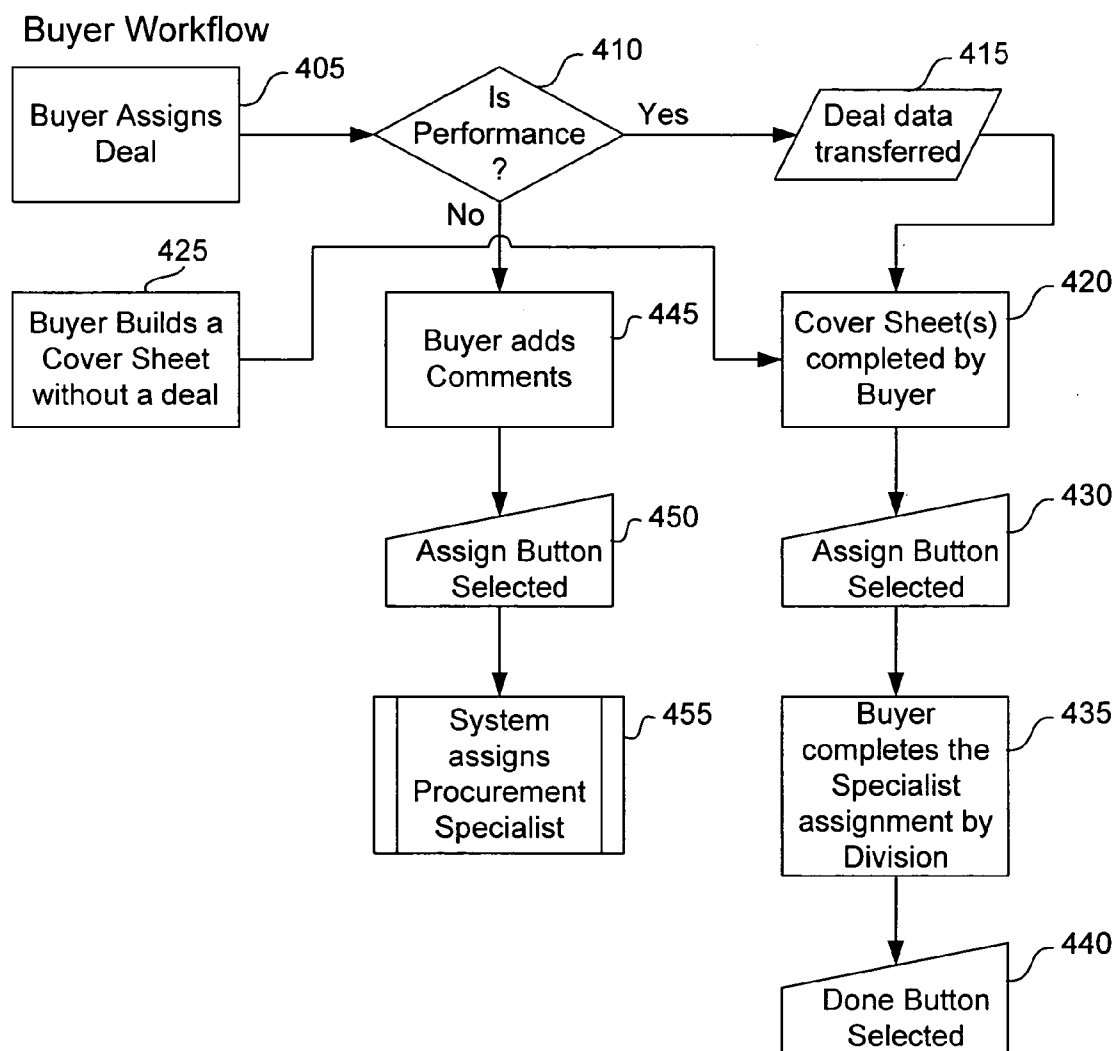 Buyer Workflow
405
Buyer Assigns
Deal
410
Is
Performance
?
Yes
No
415
Deal data
transferred
425
Buyer Builds a
Cover Sheet
without a deal
445
Buyer adds
Comments
420
Cover Sheet(s)
completed by
Buyer
450
Assign Button
Selected
430
Assign Button
Selected
455
System
assigns
Procurement
Specialist
435
Buyer
completes the
Specialist
assignment by
Division
440
Done Button
Selected